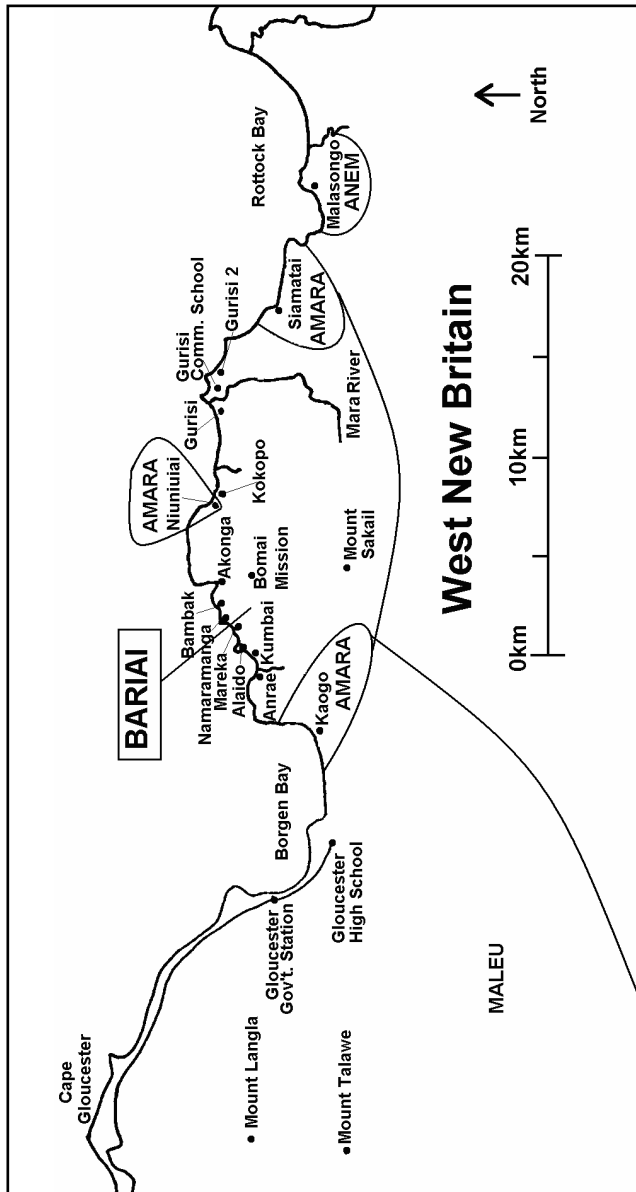 Cape
Gloucester
Mount Langla
Mount Talawe
MALEU
Gloucester
Gov't. Station
Gloucester
High School
Borgen Bay
BARIAI
Kaogo
AMARA
Anrae
Kumbai
Alaido
Mareka
Namaramanga
Bambak
Akonga
Bomai
Mission
Mount
Sakail
AMARA
Niuniuiai
Kokopo
Gurisi
Gurisi
Comm. School
Gurisi 2
Mara River
Siamatai
AMARA
Rottock Bay
Malasongo
ANEM
North
West New Britain
0km
10km
20km